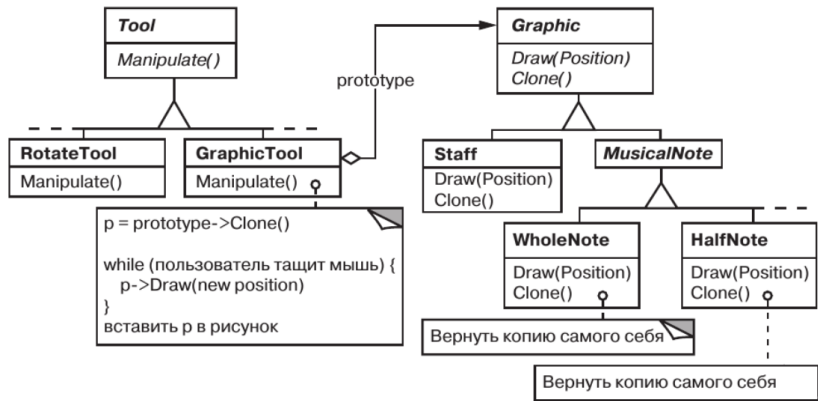 Tool
Manipulate()
Graphic
Draw(Position)
Clone()
prototype
RotateTool
Manipulate()
GraphicTool
Manipulate()
Staff
Draw(Position)
Clone()
MusicalNote
p = prototype->Clone()
while (пользователь тащит мышь) {
p->Draw(new position)
}
вставить p в рисунок
WholeNote
Draw(Position)
Clone()
HalfNote
Draw(Position)
Clone()
Вернуть копию самого себя
Вернуть копию самого себя